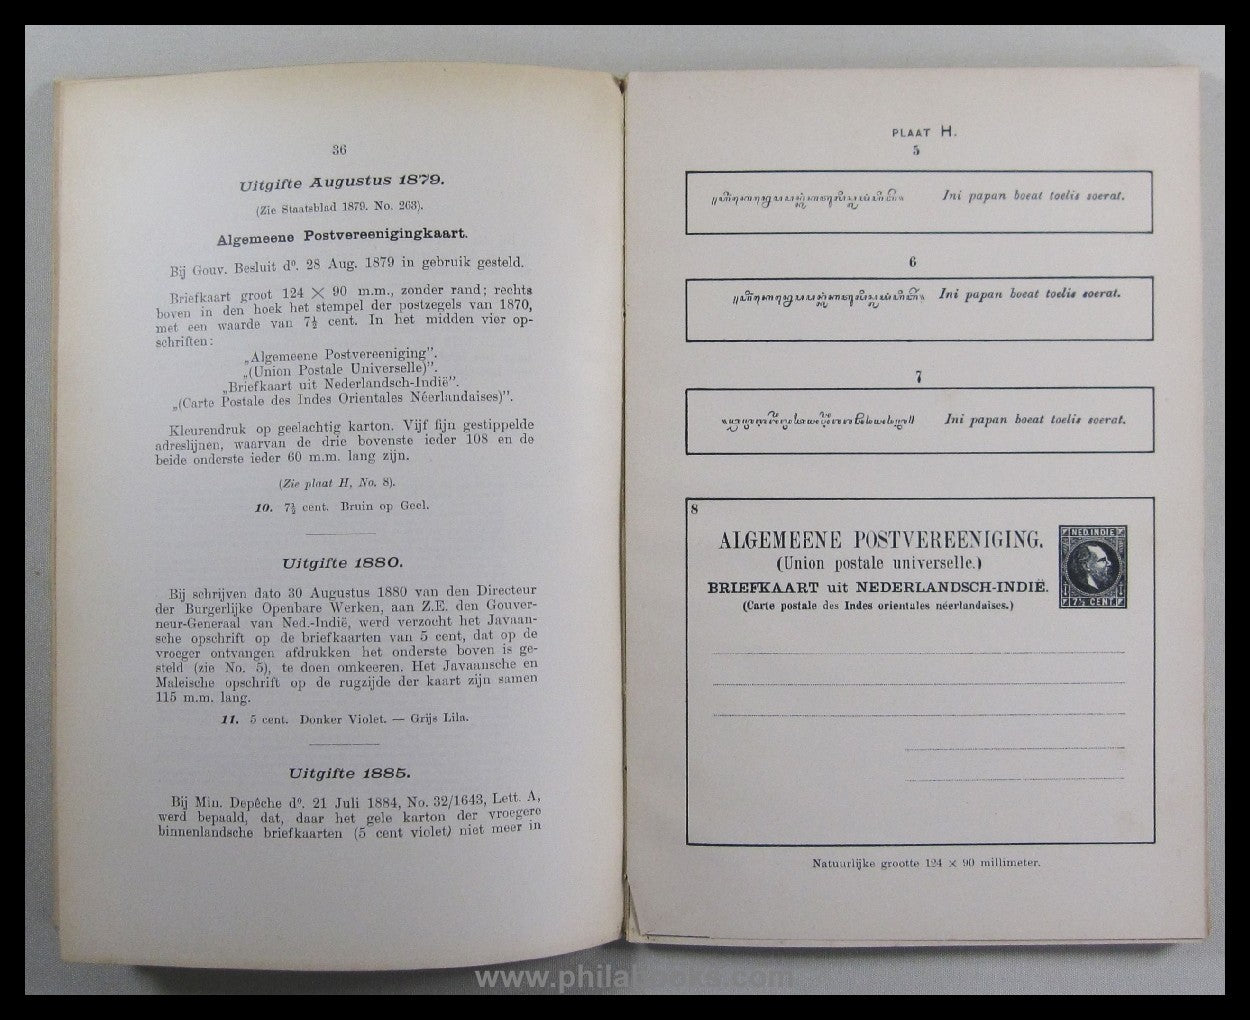 36
Uitgifte Augustus 1879.
(Zie Staatsblad 1879. No. 263).
Algemeene Postvereenigingkaart.
Bij Gouv. Besluit d⁰. 28 Aug. 1879 in gebruik gesteld.
Briefkaart groot 124 × 90 m.m., zonder rand; rechts
boven in den hoek het stempel der postzegels van 1870,
met een waarde van 7½ cent. In het midden vier op-
schriften:
„Algemeene Postvereeniging”.
„(Union Postale Universelle)”.
„Briefkaart uit Nederlandsch-Indië”.
„(Carte Postale des Indes Orientales Néerlandaises)”.
Kleurendruk op geelachtig karton. Vijf fijn gestippelde
adreslijnen, waarvan de drie bovenste ieder 108 en de
beide onderste ieder 60 m.m. lang zijn.
(Zie plaat H, No. 8).
10. 7½ cent. Bruin op Geel.
Uitgifte 1880.
Bij schrijven dato 30 Augustus 1880 van den Directeur
der Burgerlijke Openbare Werken, aan Z.E. den Gouver-
neur-Generaal van Ned.-Indië, werd verzocht het Javaan-
sche opschrift op de briefkaarten van 5 cent, dat op de
vroeger ontvangen afdrukken het onderste boven is ge-
steld (zie No. 5), te doen omkeeren. Het Javaansche en
Maleische opschrift op de rugzijde der kaart zijn samen
115 m.m. lang.
11. 5 cent. Donker Violet. — Grijs Lila.
Uitgifte 1885.
Bij Min. Depêche d⁰. 21 Juli 1884, No. 32/1643, Lett. A,
werd bepaald, dat, daar het gele karton der vroegere
binnenlandsche briefkaarten (5 cent violet) niet meer in
PLAAT H.
5
Ini papan boeat toelis soerat.
6
Ini papan boeat toelis soerat.
7
Ini papan boeat toelis soerat.
8
ALGEMEENE POSTVEREENIGING.
(Union postale universelle.)
BRIEFKAART uit NEDERLANDSCH-INDIË.
(Carte postale des Indes orientales néerlandaises.)
NED. INDIE
7½ CENT
Natuurlijke grootte 124 × 90 millimeter.